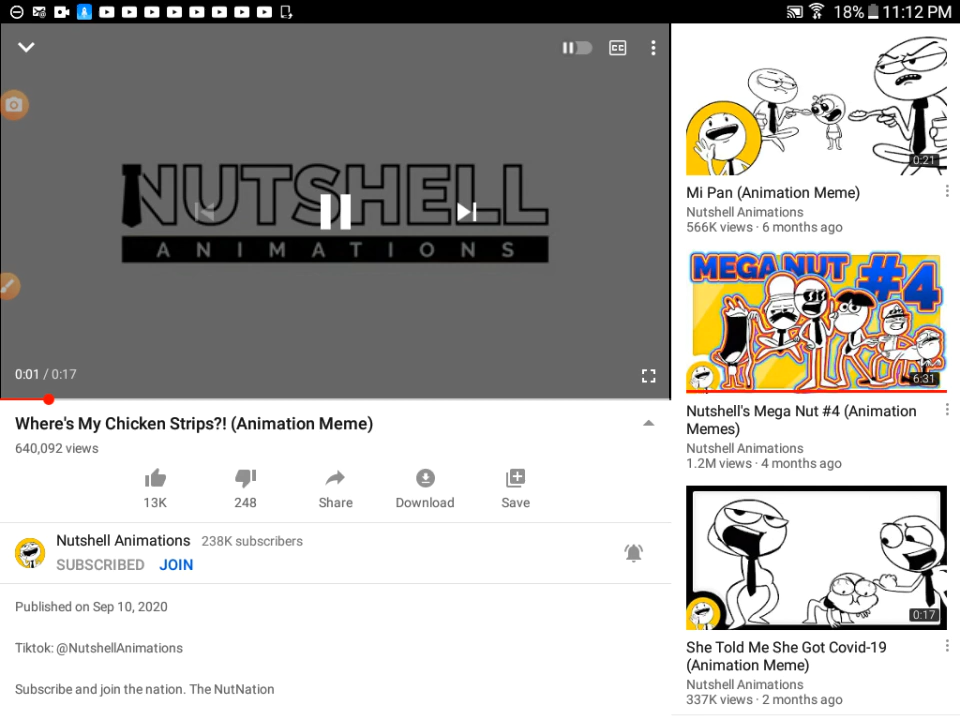 18% 11:12 PM
CC
NUTSHELL
ANIMATIONS
0:01 / 0:17
Where's My Chicken Strips?! (Animation Meme)
640,092 views
13K
248
Share
Download
Save
Nutshell Animations 238K subscribers
SUBSCRIBED JOIN
Published on Sep 10, 2020
Tiktok: @NutshellAnimations
Subscribe and join the nation. The NutNation
0:21
Mi Pan (Animation Meme)
Nutshell Animations
566K views · 6 months ago
MEGA NUT #4
6:31
Nutshell's Mega Nut #4 (Animation
Memes)
Nutshell Animations
1.2M views · 4 months ago
0:17
She Told Me She Got Covid-19
(Animation Meme)
Nutshell Animations
337K views · 2 months ago